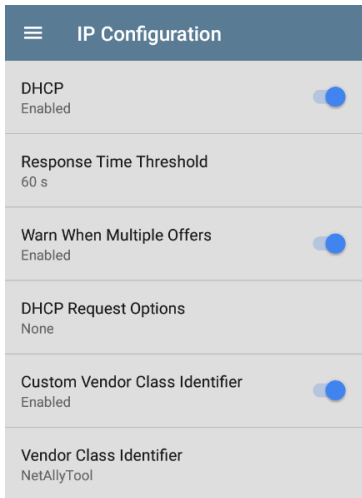 IP Configuration
DHCP
Enabled
Response Time Threshold
60 s
Warn When Multiple Offers
Enabled
DHCP Request Options
None
Custom Vendor Class Identifier
Enabled
Vendor Class Identifier
NetAllyTool